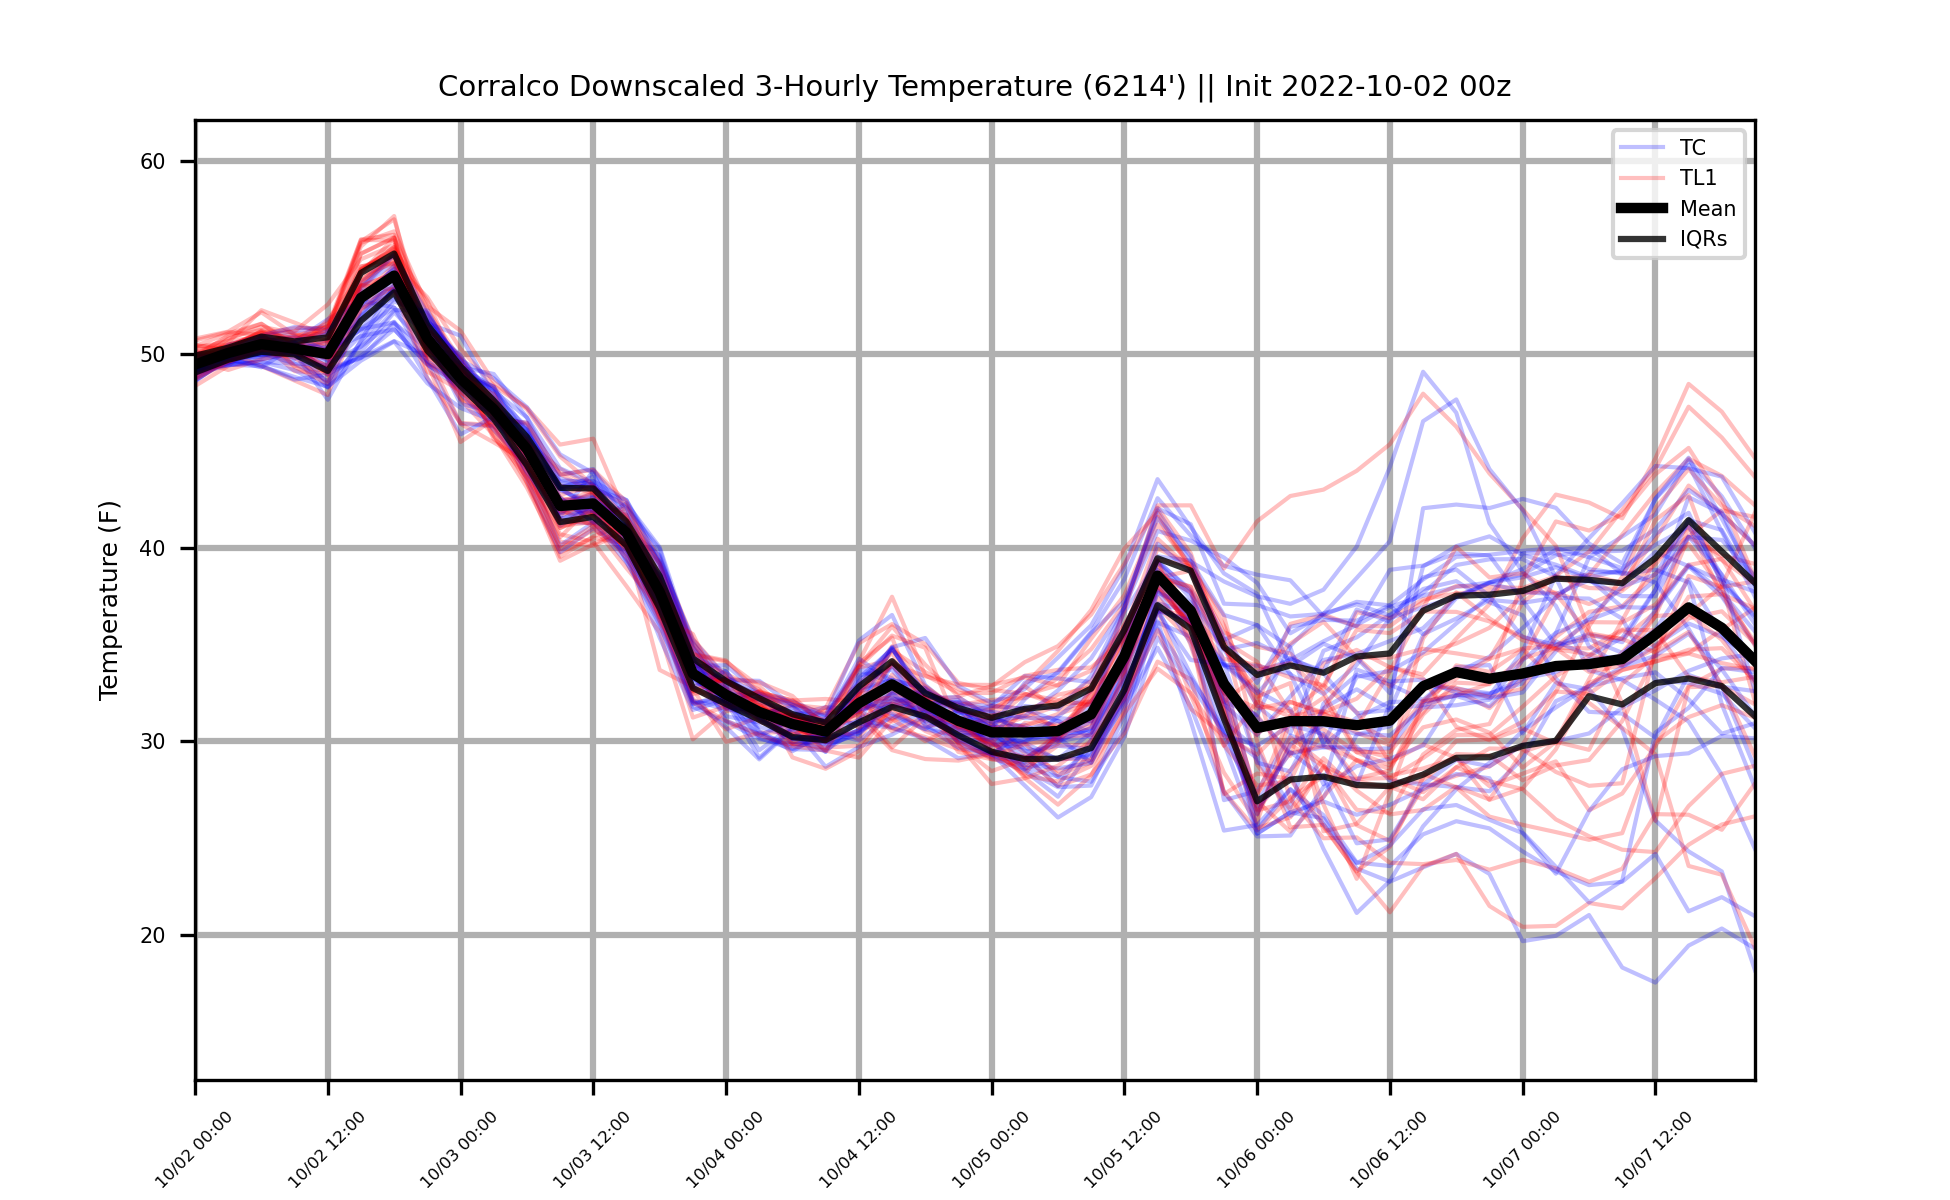 Corralco Downscaled 3-Hourly Temperature (6214') || Init 2022-10-02 00z
TC
TL1
Mean
IQRs
60
50
40
30
20
Temperature (F)
10/02 00:00
10/02 12:00
10/03 00:00
10/03 12:00
10/04 00:00
10/04 12:00
10/05 00:00
10/05 12:00
10/06 00:00
10/06 12:00
10/07 00:00
10/07 12:00